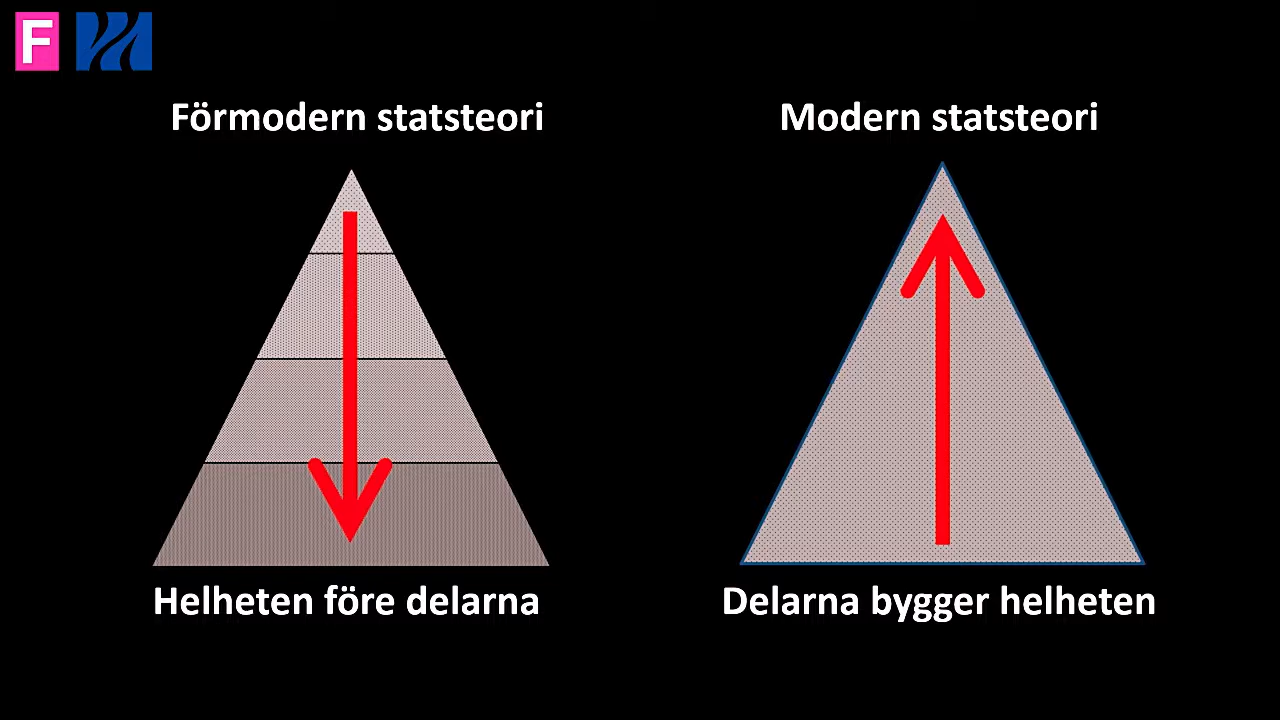 F
Förmodern statsteori
Modern statsteori
Helheten före delarna
Delarna bygger helheten